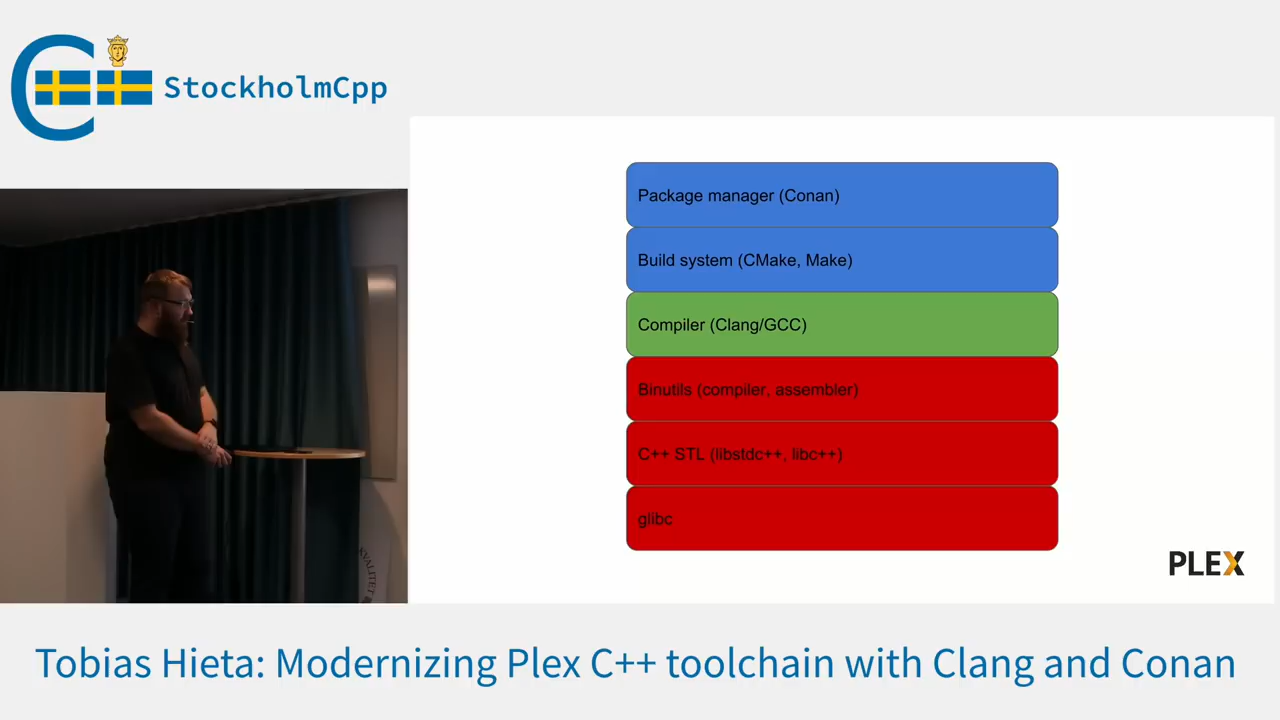 StockholmCpp
Package manager (Conan)
Build system (CMake, Make)
Compiler (Clang/GCC)
Binutils (compiler, assembler)
C++ STL (libstdc++, libc++)
glibc
PLEX
KVALITET
Tobias Hieta: Modernizing Plex C++ toolchain with Clang and Conan